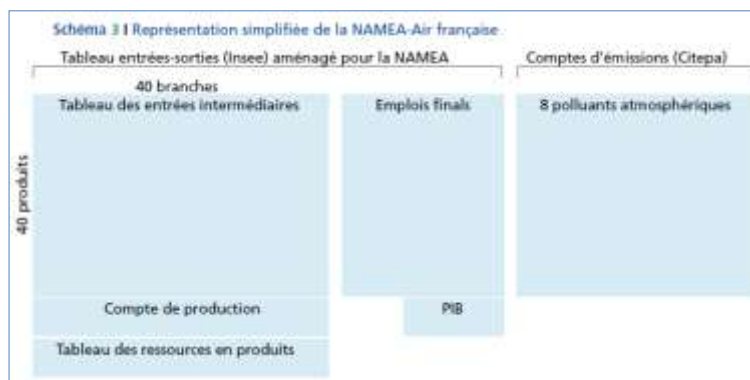 Schéma 3 I Représentation simplifiée de la NAMEA-Air française
Tableau entrées-sorties (Insee) aménagé pour la NAMEA
Comptes d'émissions (Citepa)
40 branches
Tableau des entrées intermédiaires
Emplois finals
8 polluants atmosphériques
40 produits
Compte de production
PIB
Tableau des ressources en produits